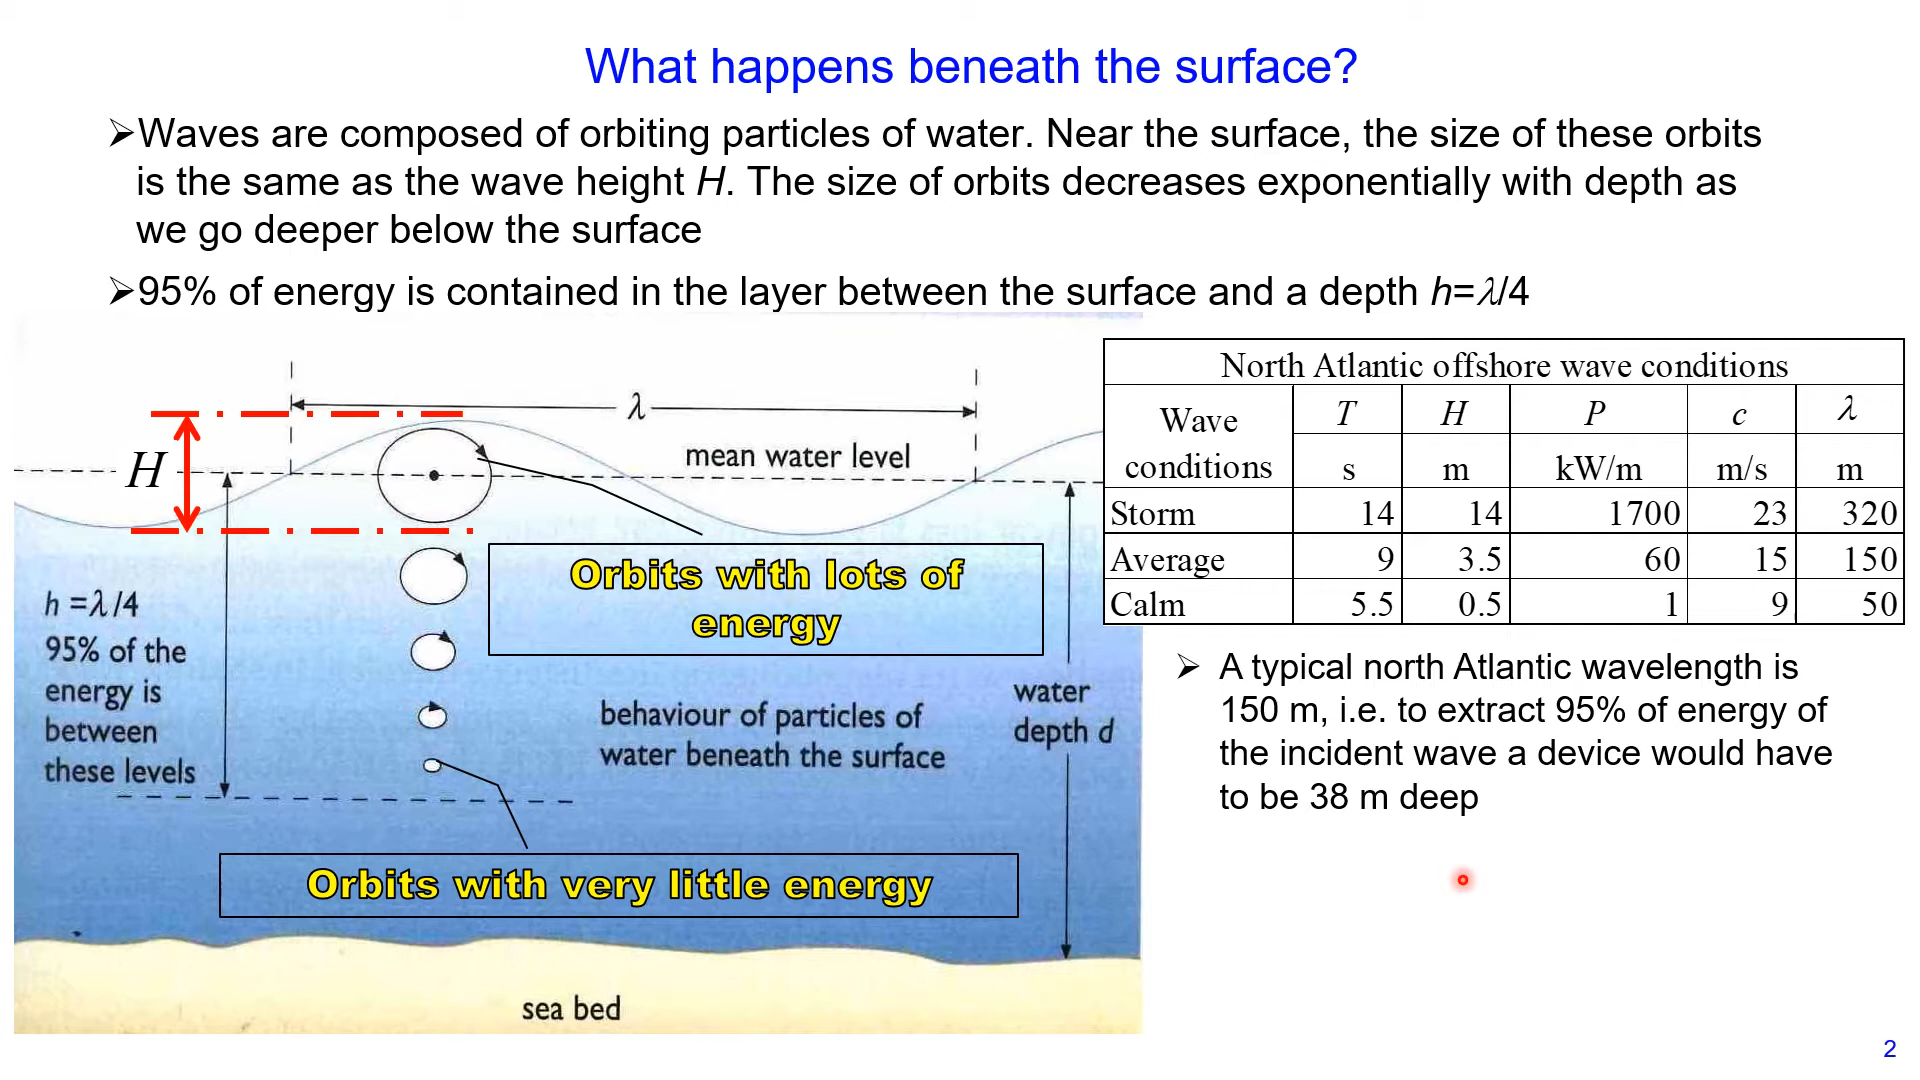 What happens beneath the surface?
➢Waves are composed of orbiting particles of water. Near the surface, the size of these orbits
is the same as the wave height H. The size of orbits decreases exponentially with depth as
we go deeper below the surface
➢95% of energy is contained in the layer between the surface and a depth h=λ/4
λ
mean water level
H
Orbits with lots of
energy
h =λ/4
95% of the
energy is
between
these levels
behaviour of particles of
water beneath the surface
water
depth d
Orbits with very little energy
sea bed
North Atlantic offshore wave conditions
Wave conditions T H P c λ
s m kW/m m/s m
Storm 14 14 1700 23 320
Average 9 3.5 60 15 150
Calm 5.5 0.5 1 9 50
➢ A typical north Atlantic wavelength is
150 m, i.e. to extract 95% of energy of
the incident wave a device would have
to be 38 m deep
2